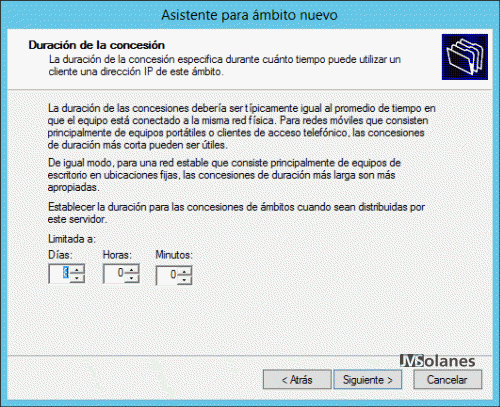 Asistente para ámbito nuevo
Duración de la concesión
La duración de la concesión especifica durante cuánto tiempo puede utilizar un
cliente una dirección IP de este ámbito.
La duración de las concesiones debería ser típicamente igual al promedio de tiempo en
que el equipo está conectado a la misma red física. Para redes móviles que consisten
principalmente de equipos portátiles o clientes de acceso telefónico, las concesiones
de duración más corta pueden ser útiles.
De igual modo, para una red estable que consiste principalmente de equipos de
escritorio en ubicaciones fijas, las concesiones de duración más larga son más
apropiadas.
Establecer la duración para las concesiones de ámbitos cuando sean distribuidas por
este servidor.
Limitada a:
Días: Horas: Minutos:
8 0 0
JMSolanes
< Atrás Siguiente > Cancelar